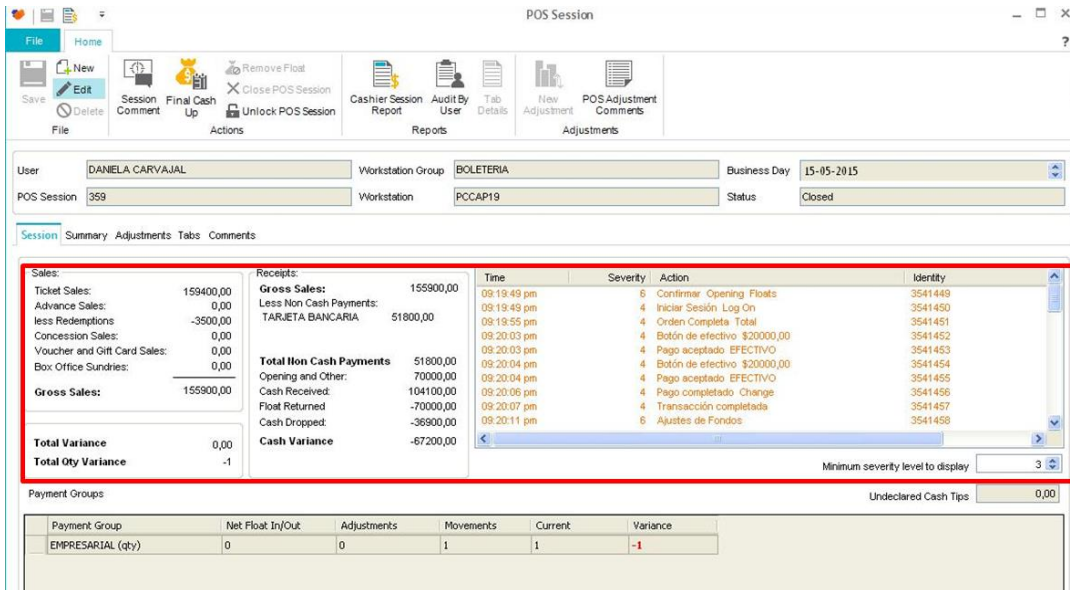 POS Session
File Home
Save New Edit Delete
Session Comment Final Cash Up Remove Float Close POS Session Unlock POS Session
Cashier Session Report Audit By User Tab Details New Adjustment POS Adjustment Comments
File Actions Reports Adjustments
User DANIELA CARVAJAL Workstation Group BOLETERIA Business Day 15-05-2015
POS Session 359 Workstation PCCAP19 Status Closed
Session Summary Adjustments Tabs Comments
Sales:
Ticket Sales: 159400,00
Advance Sales: 0,00
less Redemptions -3500,00
Concession Sales: 0,00
Voucher and Gift Card Sales: 0,00
Box Office Sundries: 0,00
Gross Sales: 155900,00
Total Variance 0,00
Total Qty Variance -1
Receipts:
Gross Sales: 155900,00
Less Non Cash Payments:
TARJETA BANCARIA 51800,00
Total Non Cash Payments 51800,00
Opening and Other: 70000,00
Cash Received: 104100,00
Float Returned -70000,00
Cash Dropped: -36900,00
Cash Variance -67200,00
Time Severity Action Identity
09:19:49 pm 6 Confirmar Opening Floats 3541449
09:19:49 pm 4 Iniciar Sesión Log On 3541450
09:19:55 pm 4 Orden Completa Total 3541451
09:20:03 pm 4 Botón de efectivo $20000,00 3541452
09:20:03 pm 4 Pago aceptado EFECTIVO 3541453
09:20:04 pm 4 Botón de efectivo $20000,00 3541454
09:20:04 pm 4 Pago aceptado EFECTIVO 3541455
09:20:06 pm 4 Pago completado Change 3541456
09:20:07 pm 4 Transacción completada 3541457
09:20:11 pm 6 Ajustes de Fondos 3541458
Minimum severity level to display 3
Payment Groups Undeclared Cash Tips 0,00
Payment Group Net Float In/Out Adjustments Movements Current Variance
EMPRESARIAL (qty) 0 0 1 1 -1